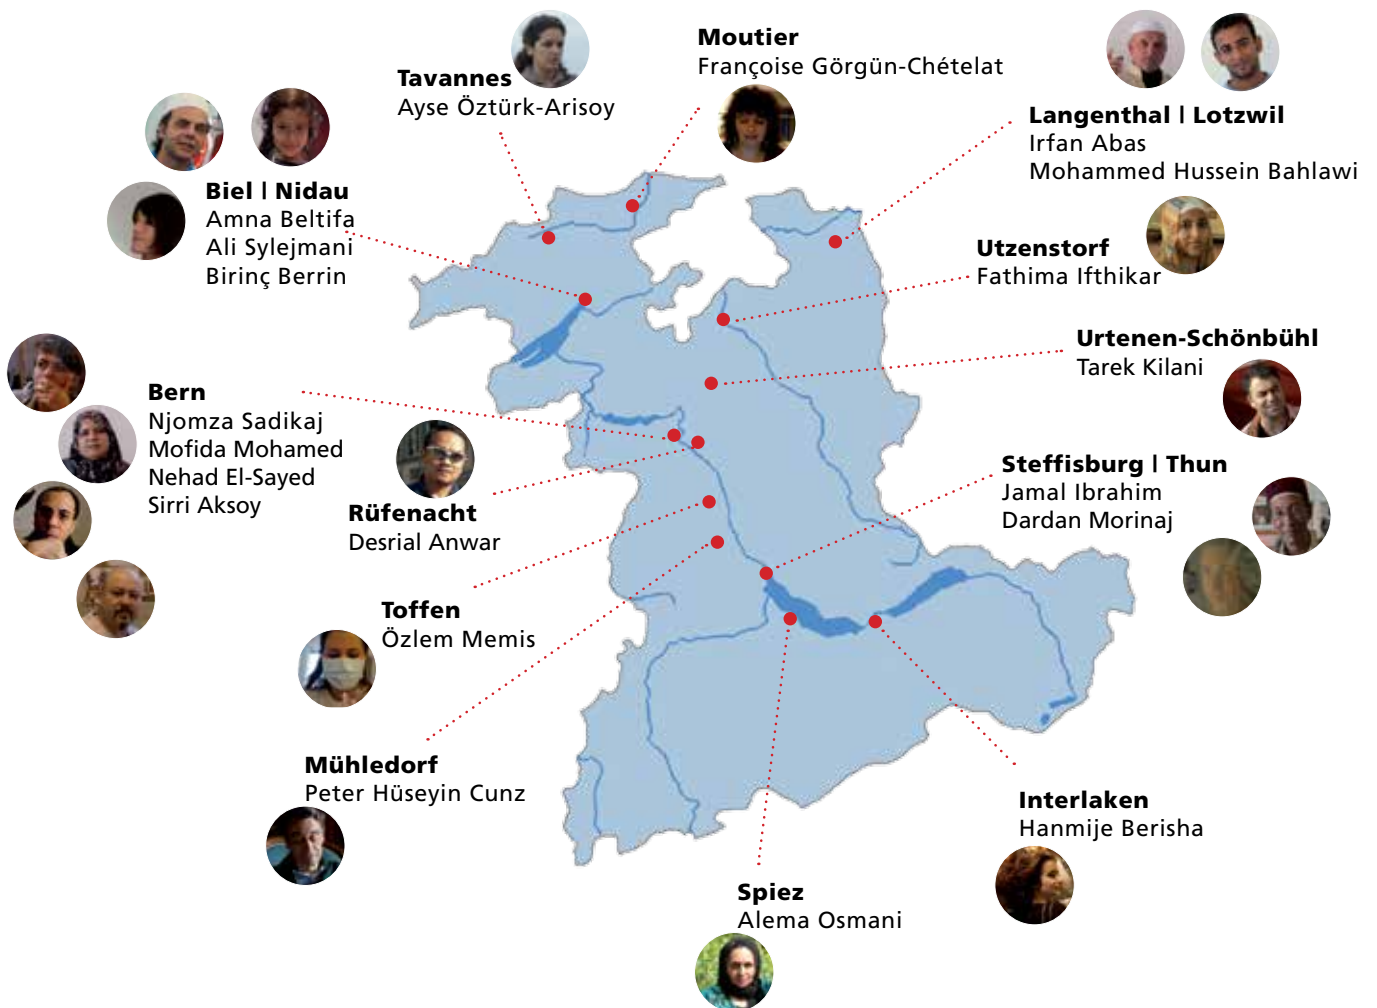 Moutier
Françoise Görgün-Chételat
Tavannes
Ayse Öztürk-Arisoy
Langenthal | Lotzwil
Irfan Abas
Mohammed Hussein Bahlawi
Biel | Nidau
Amna Beltifa
Ali Sylejmani
Birinç Berrin
Utzenstorf
Fathima Ifthikar
Urtenen-Schönbühl
Tarek Kilani
Bern
Njomza Sadikaj
Mofida Mohamed
Nehad El-Sayed
Sirri Aksoy
Steffisburg | Thun
Jamal Ibrahim
Dardan Morinaj
Rüfenacht
Desrial Anwar
Toffen
Özlem Memis
Mühledorf
Peter Hüseyin Cunz
Interlaken
Hanmije Berisha
Spiez
Alema Osmani